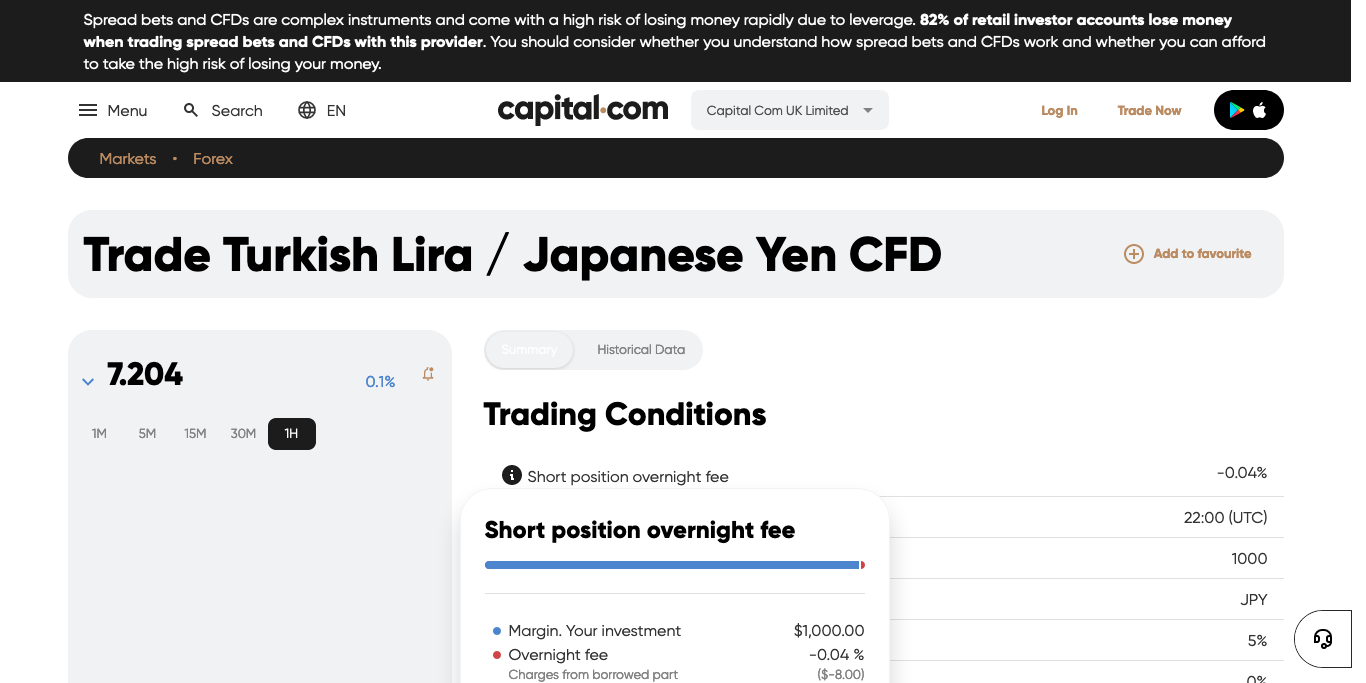 Spread bets and CFDs are complex instruments and come with a high risk of losing money rapidly due to leverage. 82% of retail investor accounts lose money
when trading spread bets and CFDs with this provider. You should consider whether you understand how spread bets and CFDs work and whether you can afford
to take the high risk of losing your money.
Menu
Search
EN
capital.com
Capital Com UK Limited
Log In
Trade Now
Markets
Forex
Trade Turkish Lira / Japanese Yen CFD
Add to favourite
7.204
0.1%
1M
5M
15M
30M
1H
Summary
Historical Data
Trading Conditions
Short position overnight fee
-0.04%
22:00 (UTC)
1000
JPY
5%
0%
Short position overnight fee
Margin. Your investment
$1,000.00
Overnight fee
-0.04 %
Charges from borrowed part
($-8.00)